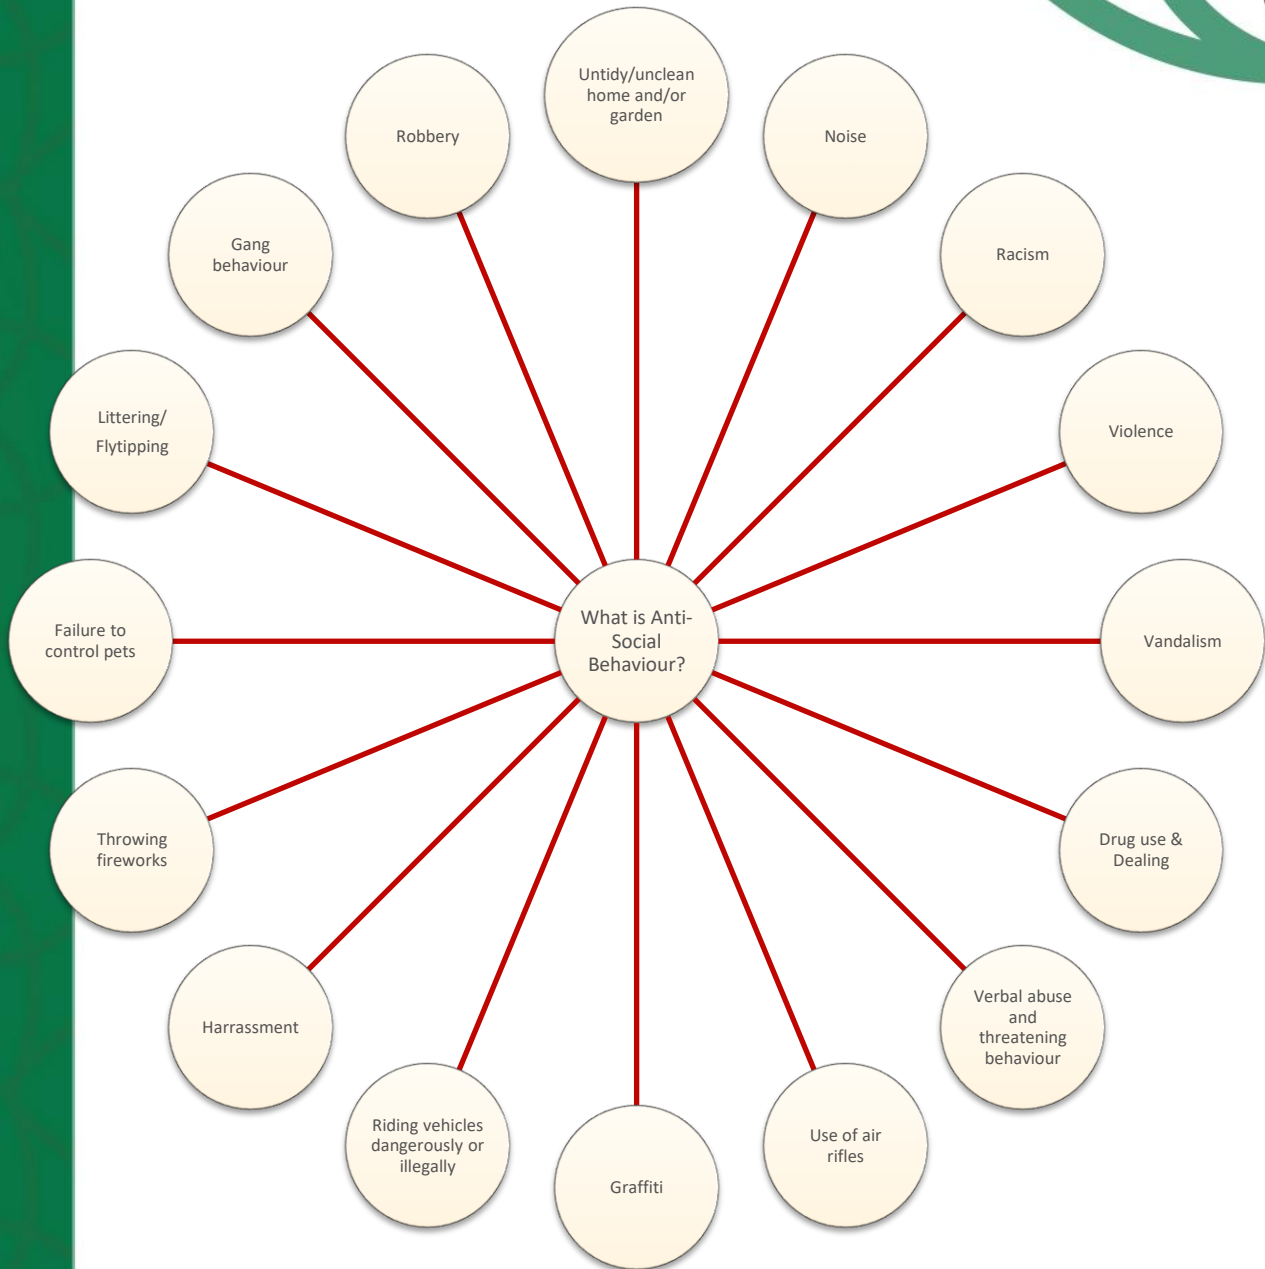 Untidy/unclean
home and/or
garden
Noise
Racism
Violence
Vandalism
Drug use &
Dealing
Verbal abuse
and
threatening
behaviour
Use of air
rifles
Graffiti
Riding vehicles
dangerously or
illegally
Harrassment
Throwing
fireworks
Failure to
control pets
Littering/
Flytipping
Gang
behaviour
Robbery
What is Anti-
Social
Behaviour?